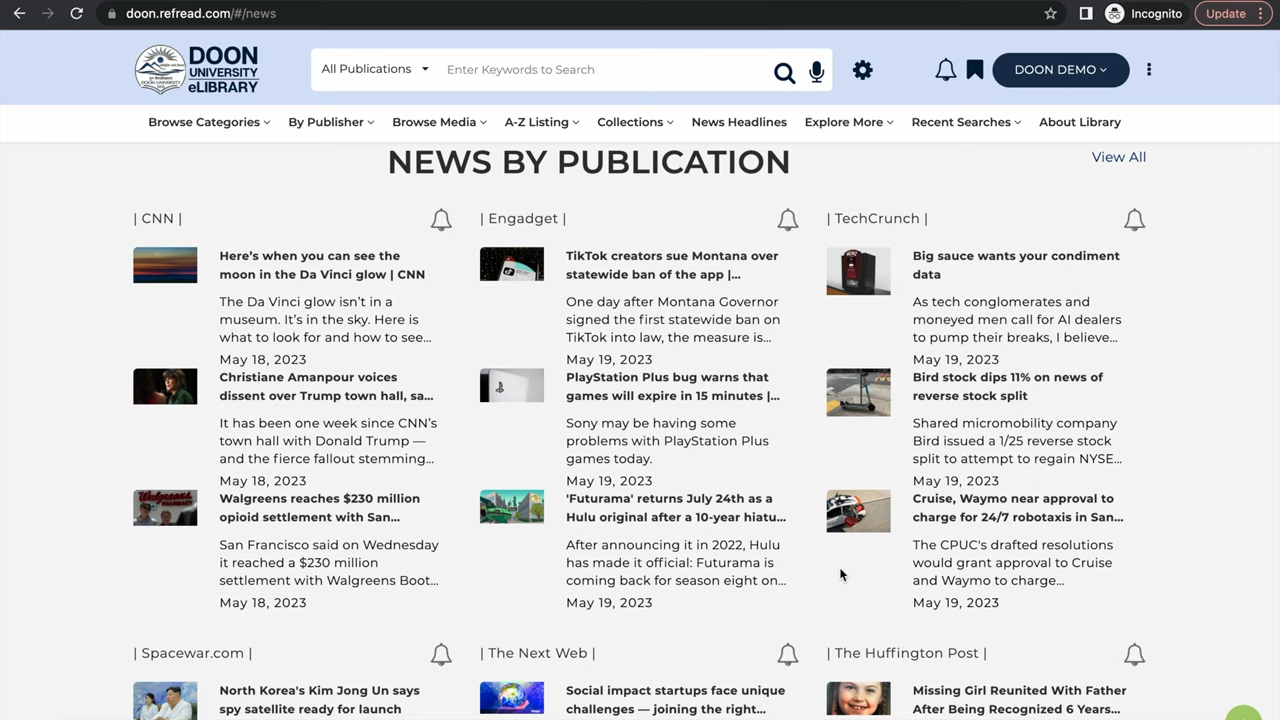 doon.refread.com/#/news
Incognito
Update
DOON
UNIVERSITY
eLIBRARY
All Publications
Enter Keywords to Search
DOON DEMO
Browse Categories
By Publisher
Browse Media
A-Z Listing
Collections
News Headlines
Explore More
Recent Searches
About Library
NEWS BY PUBLICATION
View All
| CNN |
Here's when you can see the
moon in the Da Vinci glow | CNN
The Da Vinci glow isn't in a
museum. It's in the sky. Here is
what to look for and how to see...
May 18, 2023
Christiane Amanpour voices
dissent over Trump town hall, sa...
It has been one week since CNN's
town hall with Donald Trump —
and the fierce fallout stemming...
May 18, 2023
Walgreens reaches $230 million
opioid settlement with San...
San Francisco said on Wednesday
it reached a $230 million
settlement with Walgreens Boot...
May 18, 2023
| Engadget |
TikTok creators sue Montana over
statewide ban of the app |...
One day after Montana Governor
signed the first statewide ban on
TikTok into law, the measure is...
May 19, 2023
PlayStation Plus bug warns that
games will expire in 15 minutes |...
Sony may be having some
problems with PlayStation Plus
games today.
May 19, 2023
'Futurama' returns July 24th as a
Hulu original after a 10-year hiatu...
After announcing it in 2022, Hulu
has made it official: Futurama is
coming back for season eight on...
May 19, 2023
| TechCrunch |
Big sauce wants your condiment
data
As tech conglomerates and
moneyed men call for AI dealers
to pump their breaks, I believe...
May 19, 2023
Bird stock dips 11% on news of
reverse stock split
Shared micromobility company
Bird issued a 1/25 reverse stock
split to attempt to regain NYSE...
May 19, 2023
Cruise, Waymo near approval to
charge for 24/7 robotaxis in San...
The CPUC's drafted resolutions
would grant approval to Cruise
and Waymo to charge...
May 19, 2023
| Spacewar.com |
North Korea's Kim Jong Un says
spy satellite ready for launch
| The Next Web |
Social impact startups face unique
challenges — joining the right...
| The Huffington Post |
Missing Girl Reunited With Father
After Being Recognized 6 Years...